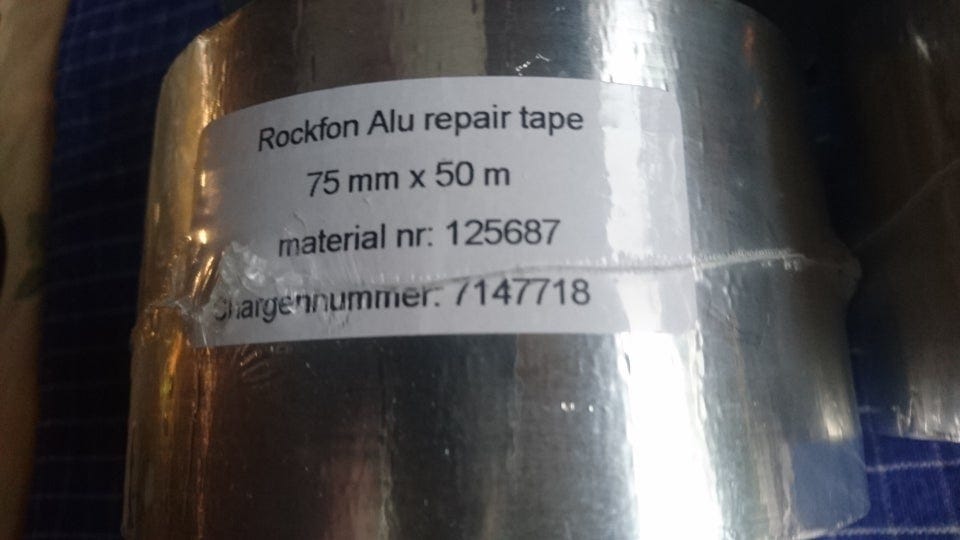 Rockfon Alu repair tape
75 mm x 50 m
material nr: 125687
Chargennummer: 7147718